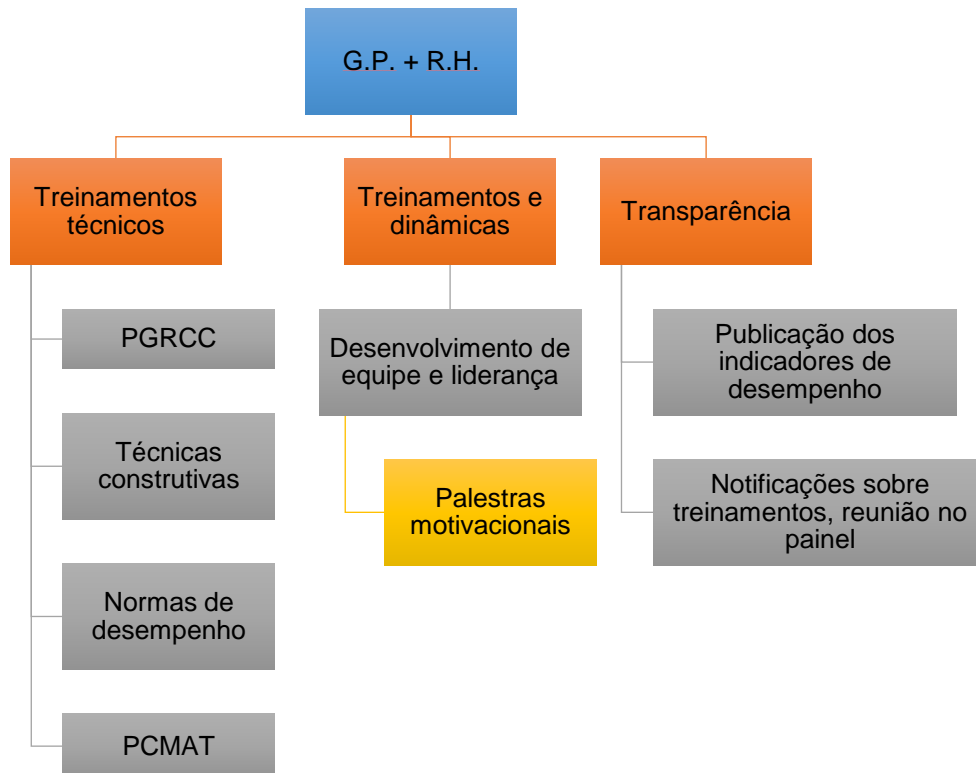 G.P. + R.H.
Treinamentos
técnicos
Treinamentos e
dinâmicas
Transparência
PGRCC
Técnicas
construtivas
Normas de
desempenho
PCMAT
Desenvolvimento de
equipe e liderança
Palestras
motivacionais
Publicação dos
indicadores de
desempenho
Notificações sobre
treinamentos, reunião no
painel